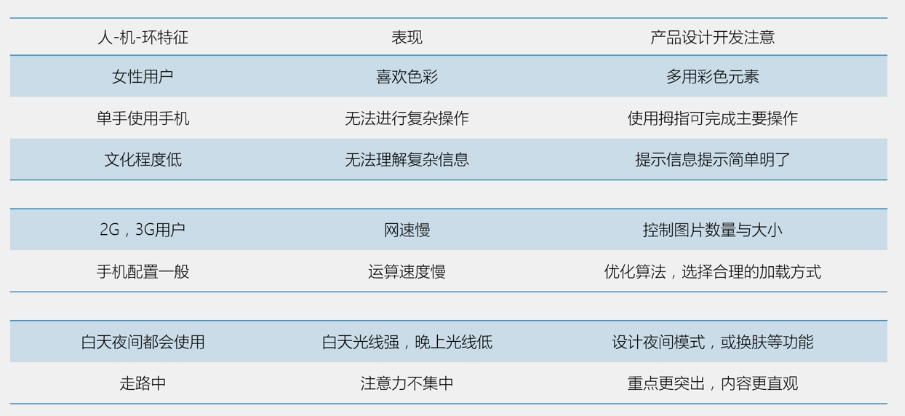 人-机-环特征 表现 产品设计开发注意
女性用户 喜欢色彩 多用彩色元素
单手使用手机 无法进行复杂操作 使用拇指可完成主要操作
文化程度低 无法理解复杂信息 提示信息提示简单明了
2G，3G用户 网速慢 控制图片数量与大小
手机配置一般 运算速度慢 优化算法，选择合理的加载方式
白天夜间都会使用 白天光线强，晚上光线低 设计夜间模式，或换肤等功能
走路中 注意力不集中 重点更突出，内容更直观